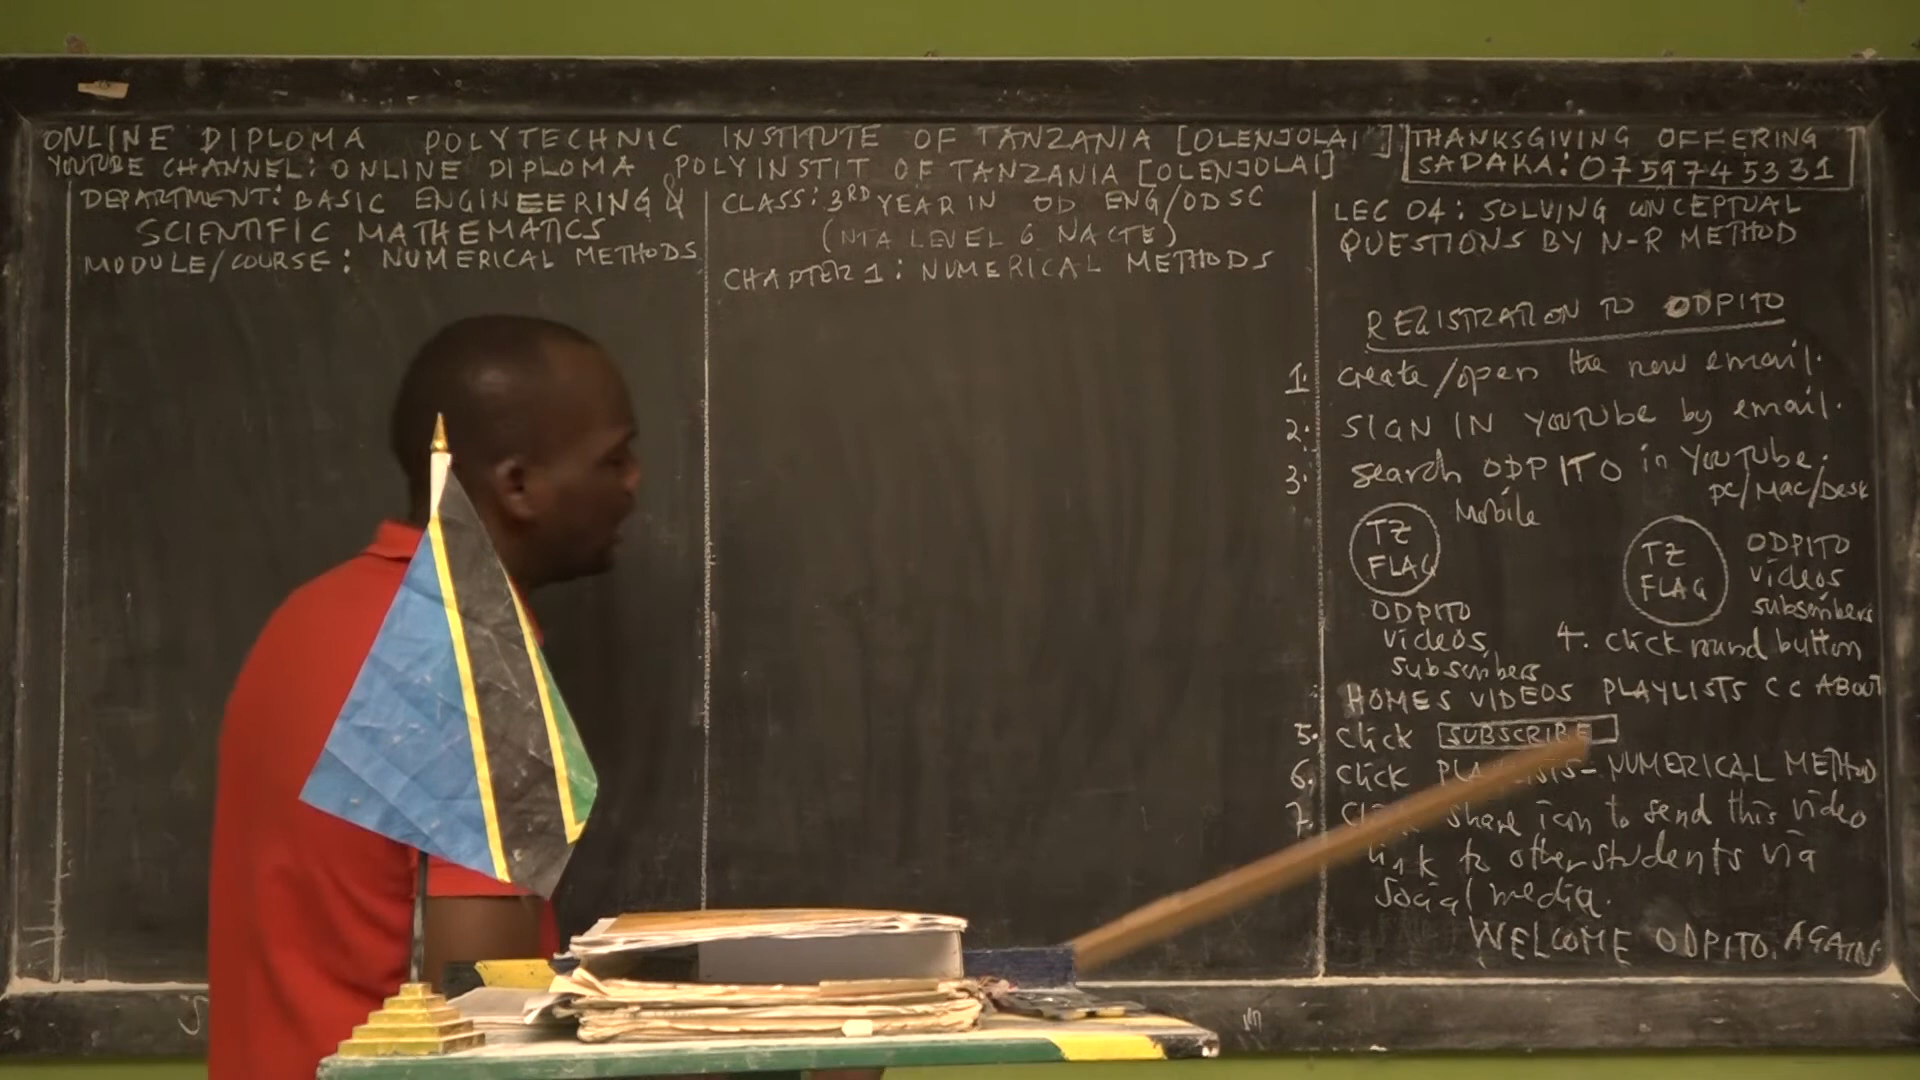 ONLINE DIPLOMA POLYTECHNIC INSTITUTE OF TANZANIA [OLENJOLAI]
YOUTUBE CHANNEL: ONLINE DIPLOMA POLYINSTIT OF TANZANIA [OLENJOLAI]
THANKSGIVING OFFERING
SADAKA: 0759745331
DEPARTMENT: BASIC ENGINEERING &
SCIENTIFIC MATHEMATICS
MODULE/COURSE: NUMERICAL METHODS
CLASS: 3RD YEAR IN OD ENG/ODSC
(NTA LEVEL 6 NACTE)
CHAPTER 1: NUMERICAL METHODS
LEC 04: SOLVING CONCEPTUAL
QUESTIONS BY N-R METHOD
REGISTRATION TO ODPITO
1. create/open the new email.
2. SIGN IN YOUTUBE by email.
3. search ODPITO in YOUTUBE.
Mobile
PC/Mac/Desk
TZ
FLAG
ODPITO
videos,
subscribers
TZ
FLAG
ODPITO
videos
subscribers
4. click round button
HOMES VIDEOS PLAYLISTS CC ABOUT
5. click SUBSCRIBE
6. click PLAYLISTS-NUMERICAL METHOD
7. share icon to send this video
link to other students via
social media.
WELCOME ODPITO. AGAIN